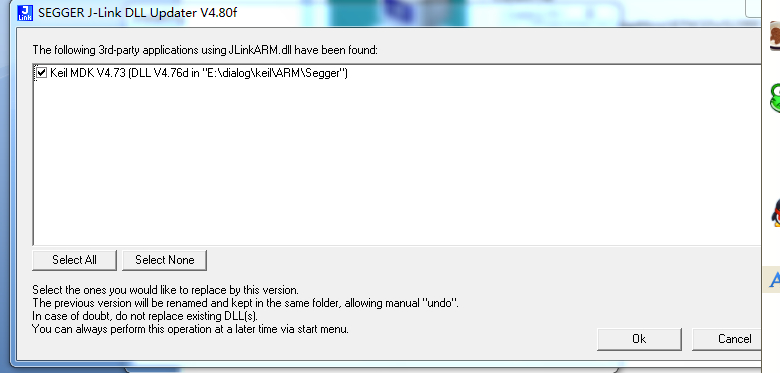 J
Link
SEGGER J-Link DLL Updater V4.80f
The following 3rd-party applications using JLinkARM.dll have been found:
Keil MDK V4.73 (DLL V4.76d in "E:\dialog\keil\ARM\Segger")
Select All
Select None
Select the ones you would like to replace by this version.
The previous version will be renamed and kept in the same folder, allowing manual "undo".
In case of doubt, do not replace existing DLL(s).
You can always perform this operation at a later time via start menu.
Ok
Cancel